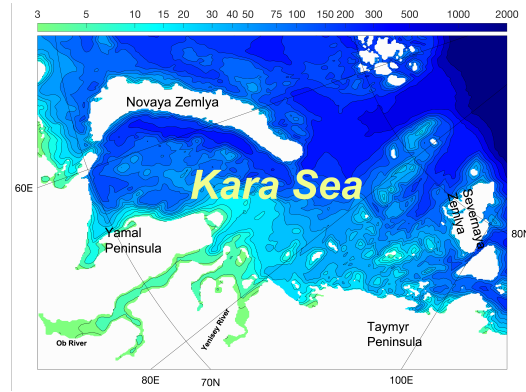 3 5 10 15 20 30 40 50 75 100 150 200 300 500 1000 2000
Novaya Zemlya
Kara Sea
60E
Severnaya
Zemlya
Yamal
Peninsula
80N
Yenisey River
Taymyr
Peninsula
Ob River
80E
70N
100E